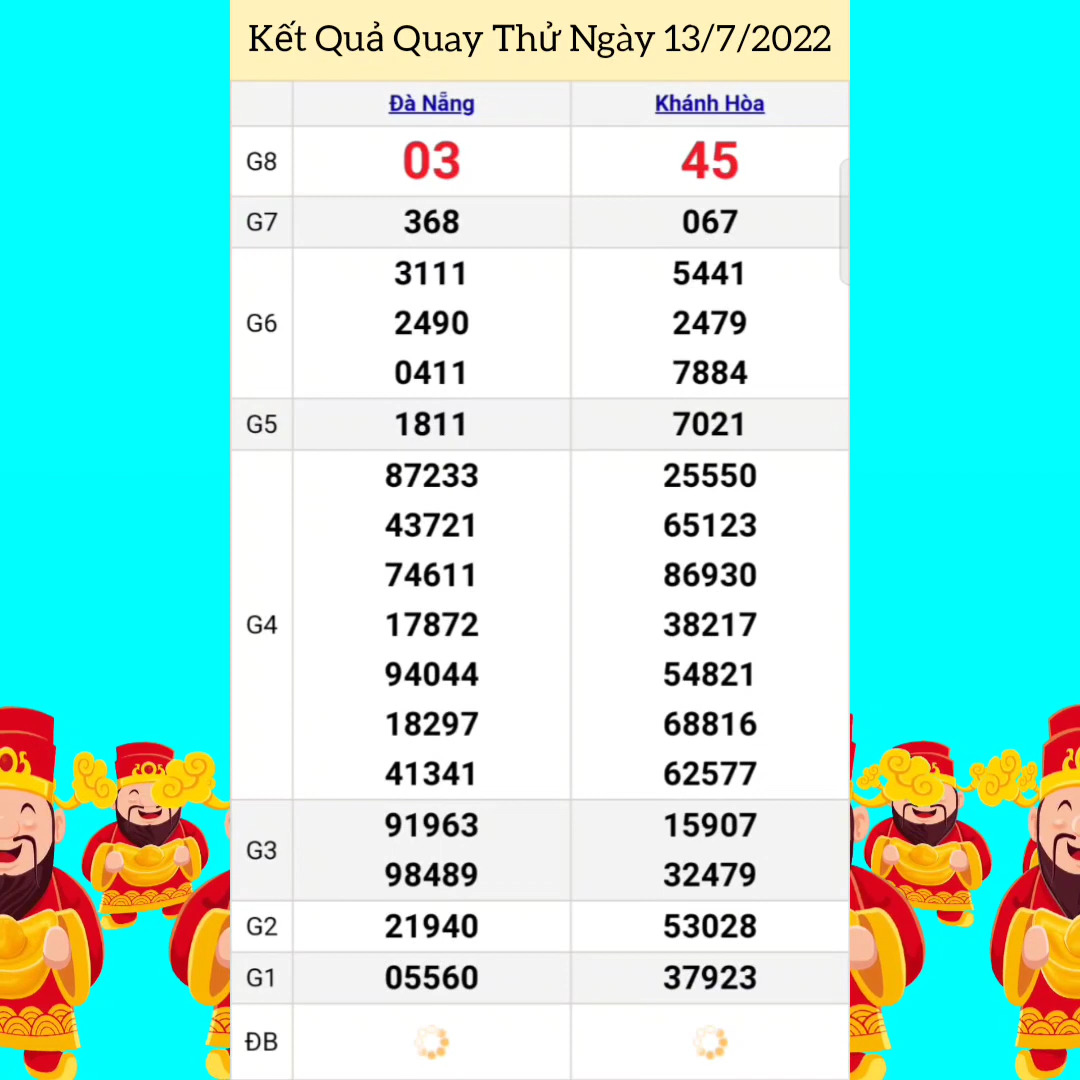 Kết Quả Quay Thử Ngày 13/7/2022
Đà Nẵng Khánh Hòa
G8 03 45
G7 368 067
3111 5441
G6 2490 2479
0411 7884
G5 1811 7021
87233 25550
43721 65123
74611 86930
G4 17872 38217
94044 54821
18297 68816
41341 62577
91963 15907
G3
98489 32479
G2 21940 53028
G1 05560 37923
ĐB